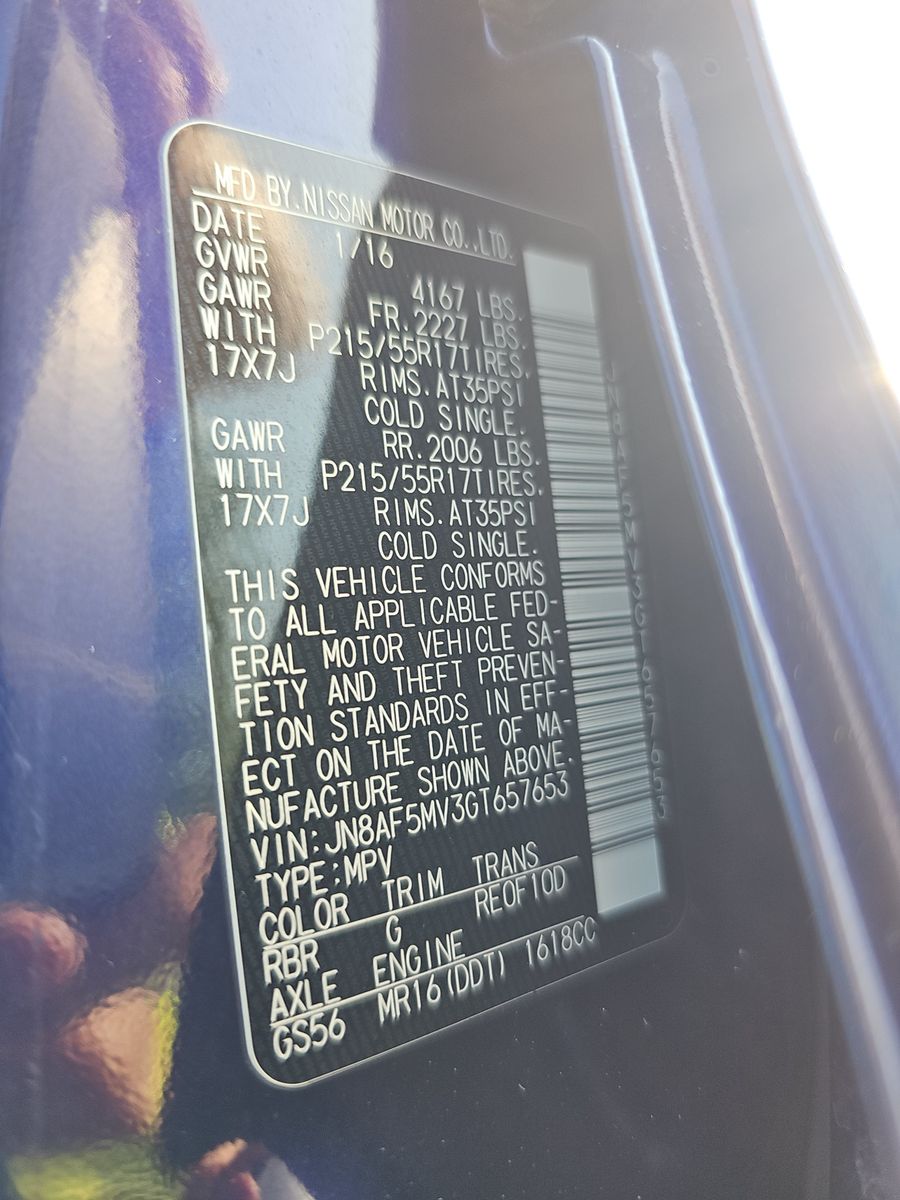 MFD BY.NISSAN MOTOR CO.,LTD.
DATE 1/16
GVWR 4167 LBS.
GAWR FR.2227 LBS.
WITH P215/55R17TIRES.
17X7J RIMS.AT35PSI
COLD SINGLE.
GAWR RR.2006 LBS.
WITH P215/55R17TIRES.
17X7J RIMS.AT35PSI
COLD SINGLE.
THIS VEHICLE CONFORMS
TO ALL APPLICABLE FED-
ERAL MOTOR VEHICLE SA-
FETY AND THEFT PREVEN-
TION STANDARDS IN EFF-
ECT ON THE DATE OF MA-
NUFACTURE SHOWN ABOVE.
VIN:JN8AF5MV3GT657653
TYPE:MPV
COLOR TRIM TRANS
RBR G RE0F10D
AXLE ENGINE
GS56 MR16(DDT) 1618CC
JN8AF5MV3GT657653